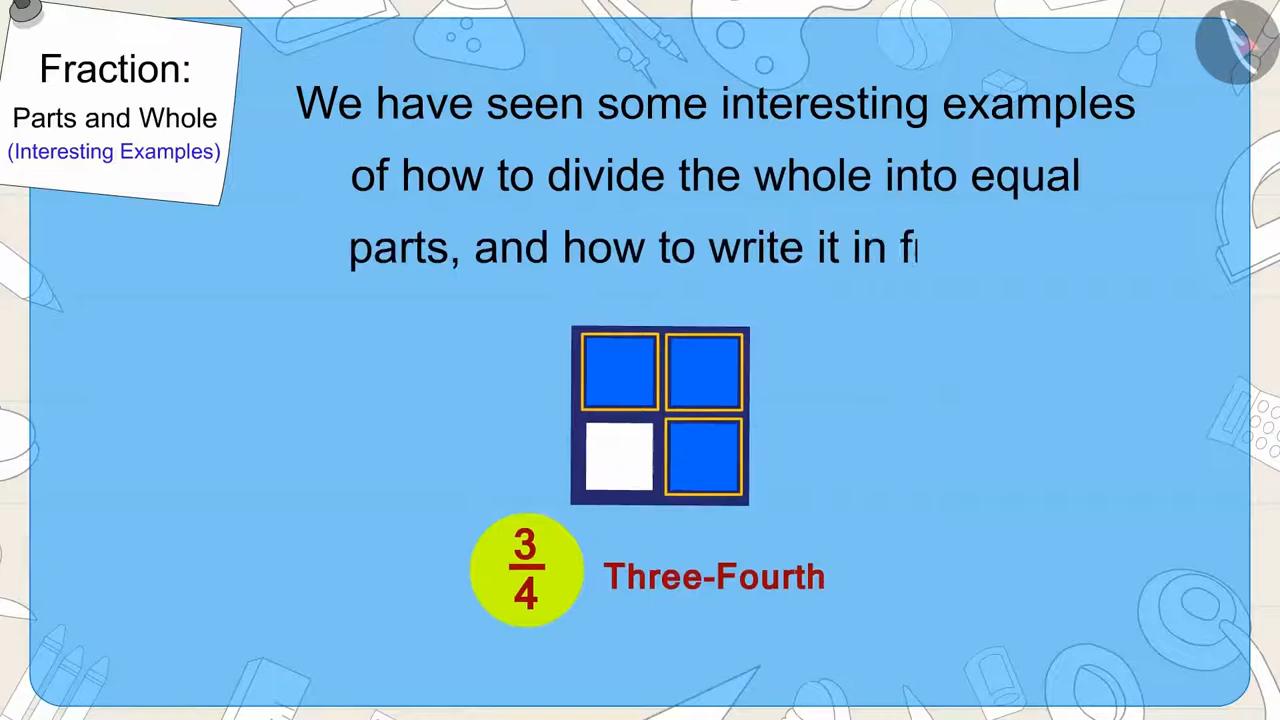 Fraction:
Parts and Whole
(Interesting Examples)
We have seen some interesting examples
of how to divide the whole into equal
parts, and how to write it in
3
4
Three-Fourth